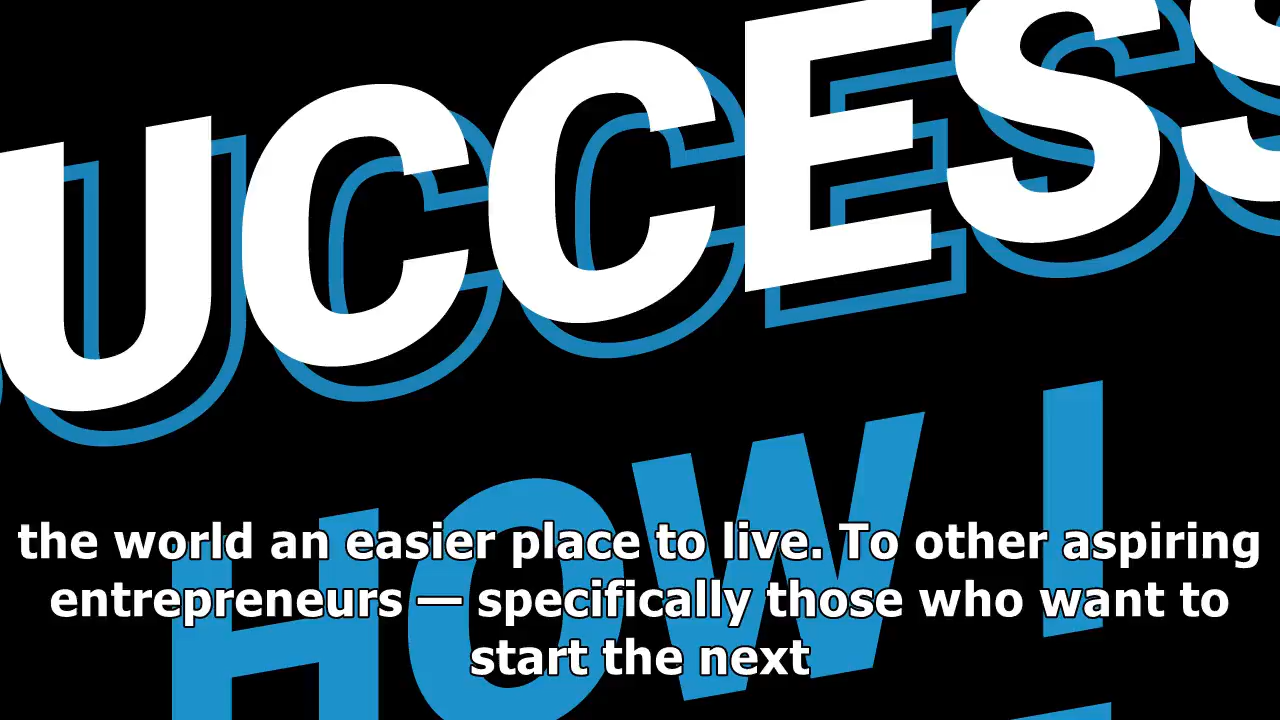 UCCESS
HOW I
the world an easier place to live. To other aspiring
entrepreneurs — specifically those who want to
start the next